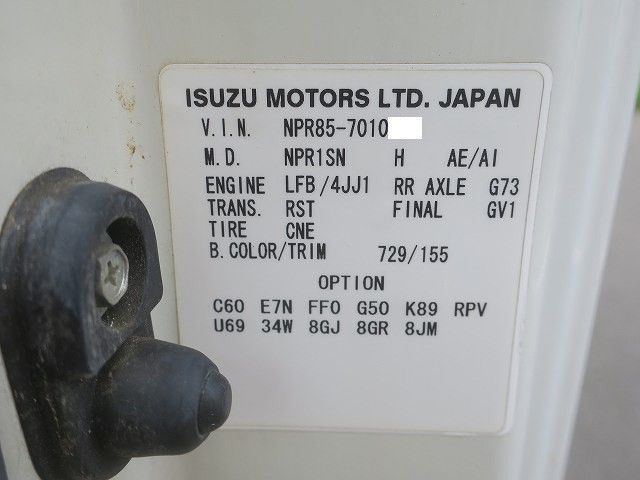 ISUZU MOTORS LTD. JAPAN
V.I.N. NPR85-7010
M.D. NPR1SN H AE/AI
ENGINE LFB/4JJ1 RR AXLE G73
TRANS. RST FINAL GV1
TIRE CNE
B.COLOR/TRIM 729/155
OPTION
C60 E7N FF0 G50 K89 RPV
U69 34W 8GJ 8GR 8JM